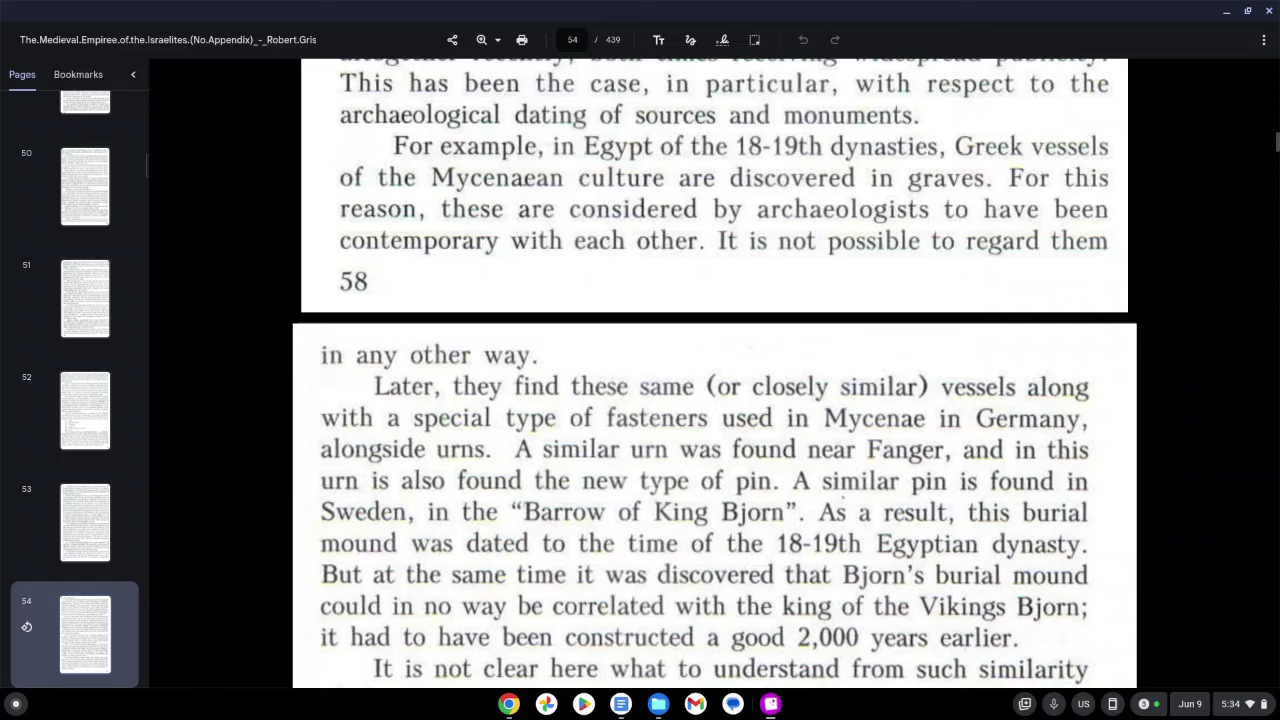 The.Medieval.Empiree.of.the.Israelites.(No.Appendix)_-_Robert.Gris
54 / 439
Pages
Bookmarks
50
51
52
54
This has been the case, in particular, with respect to the
archaeological dating of sources and monuments.
For example, in Egypt of the 18-19th dynasties, Greek vessels
of the Mycenean culture are discovered in graves. For this
reason, these are considered by archaeologists to have been
contemporary with each other. It is not possible to regard them
58
in any other way.
Later, they find these same (or closely similar) vessels along
with a special type of fasteners used in Mycenae in Germany,
alongside urns. A similar urn was found near Fanger, and in this
urn is also found the new type of pin. A similar pin is found in
Sweden, in the "Barrow of King Bjorn". As a result, this burial
mound was dated to the time of the 18-19th Egyptian dynasty.
But at the same time it was discovered that Bjorn's burial mound
could in no way be correlated with the king of the Vikings Bjorn;
it had to have been constructed a good 2,000 years earlier.
It is not clear here what to understand from such similarity
US
3
Jun 9
5:34